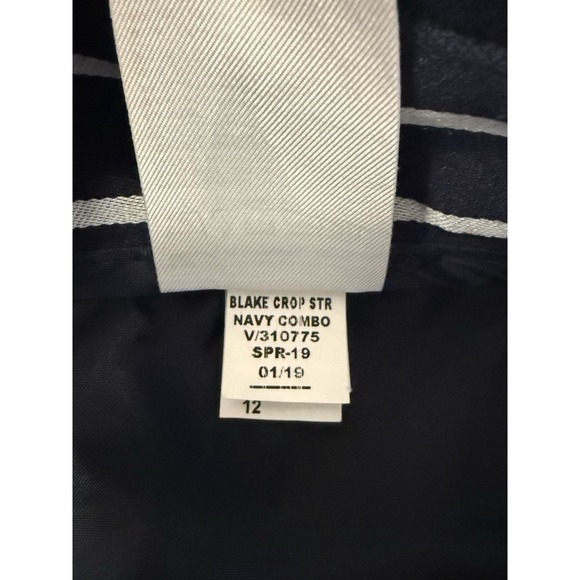 BLAKE CROP STR
NAVY COMBO
V/310775
SPR-19
01/19
12